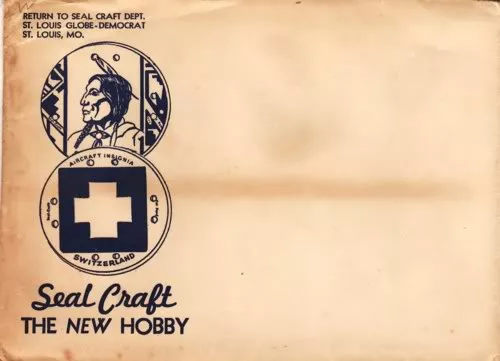 RETURN TO SEAL CRAFT DEPT.
ST. LOUIS GLOBE-DEMOCRAT
ST. LOUIS, MO.
AIRCRAFT INSIGNIA
SWITZERLAND
Seal Craft
THE NEW HOBBY